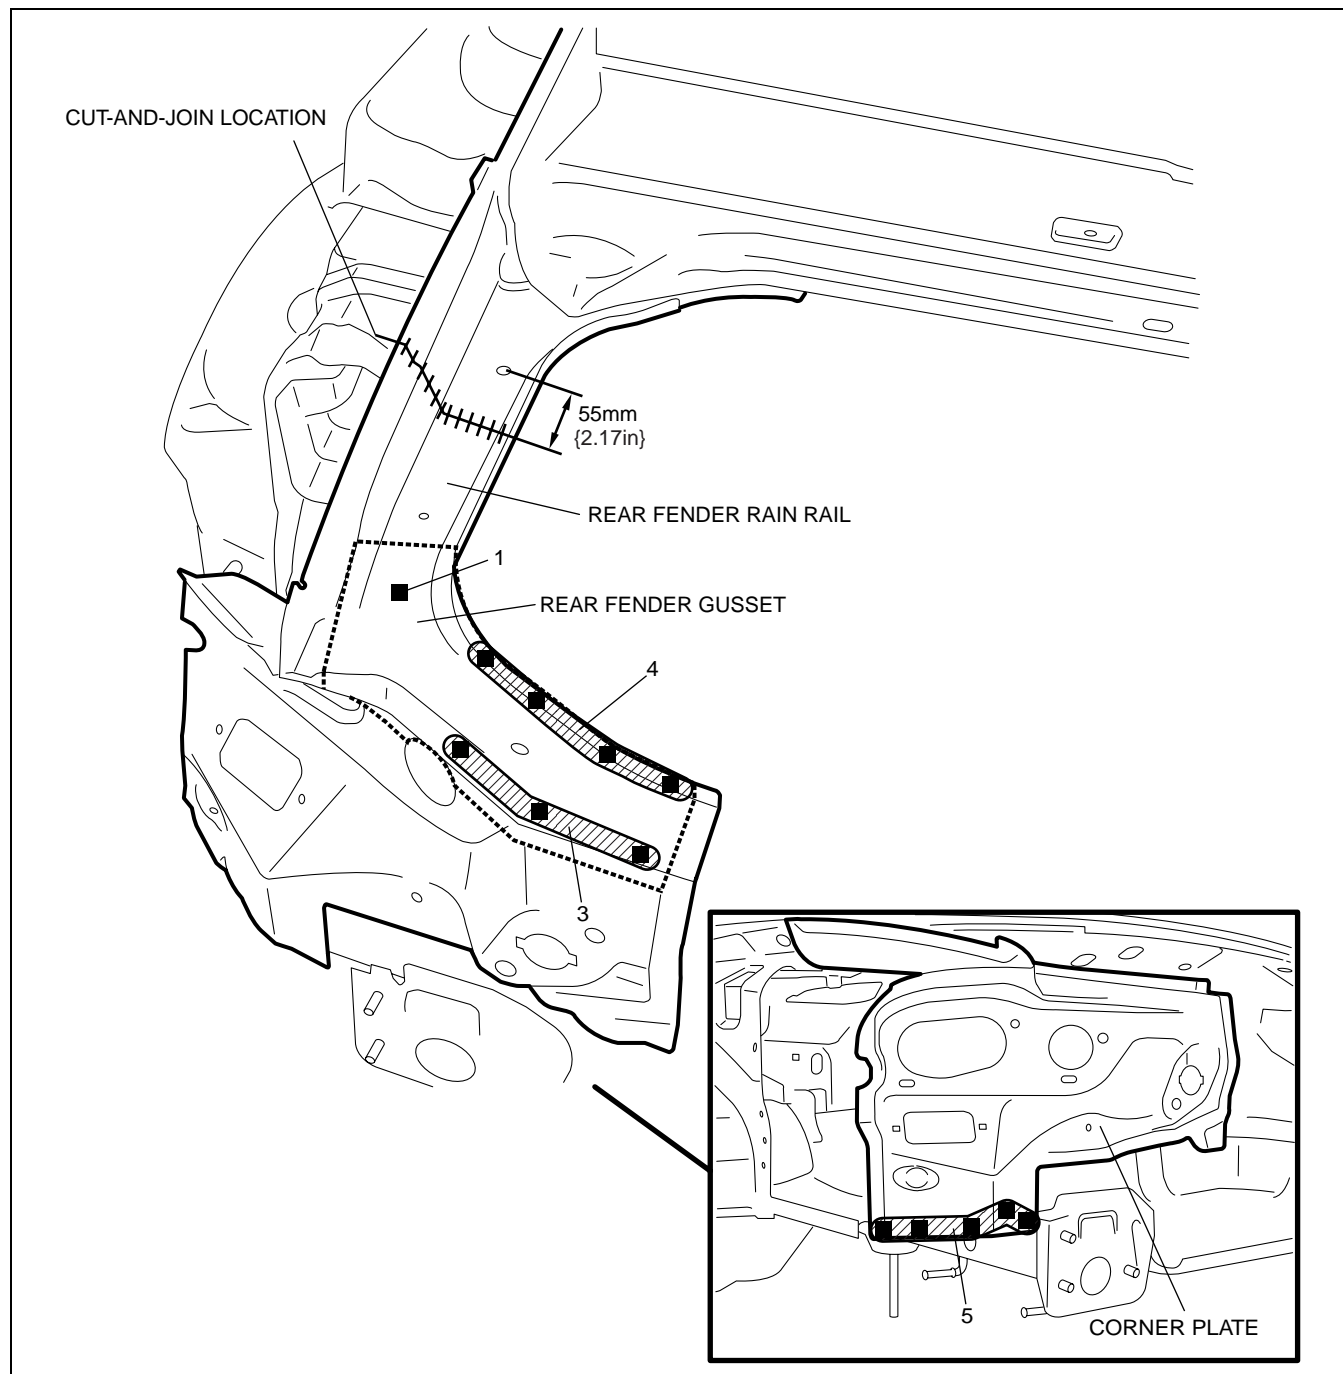 CUT-AND-JOIN LOCATION
55mm
{2.17in}
REAR FENDER RAIN RAIL
1
REAR FENDER GUSSET
4
3
5
CORNER PLATE